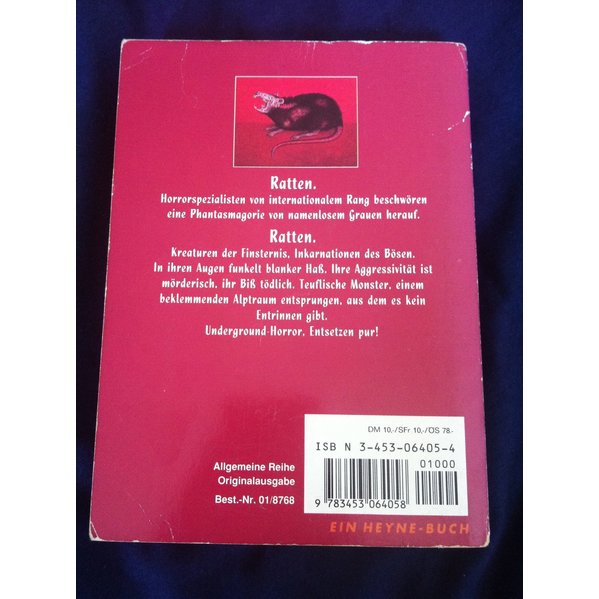 Ratten.
Horrorspezialisten von internationalem Rang beschwören
eine Phantasmagorie von namenlosem Grauen herauf.
Ratten.
Kreaturen der Finsternis, Inkarnationen des Bösen.
In ihren Augen funkelt blanker Haß. Ihre Aggressivität ist
mörderisch, ihr Biß tödlich. Teuflische Monster, einem
beklemmenden Alptraum entsprungen, aus dem es kein
Entrinnen gibt.
Underground-Horror, Entsetzen pur!
DM 10,-/SFr 10,-/ÖS 78.-
ISBN 3-453-06405-4
01000
Allgemeine Reihe
Originalausgabe
Best.-Nr. 01/8768
9 783453 064058
EIN HEYNE-BUCH